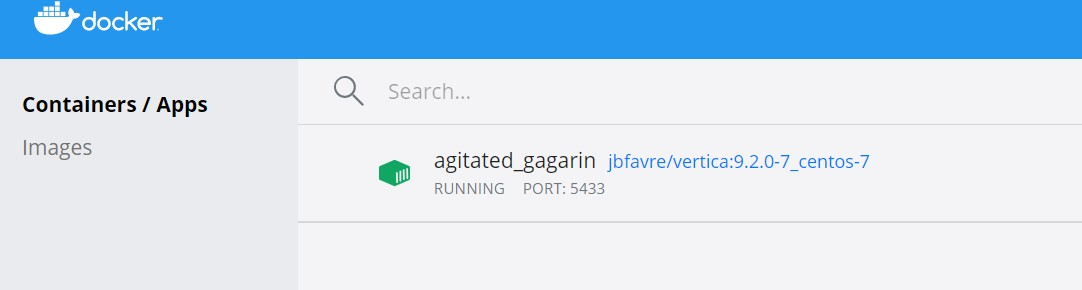 docker
Containers / Apps
Images
Search...
agitated_gagarin jbfavre/vertica:9.2.0-7_centos-7
RUNNING PORT: 5433